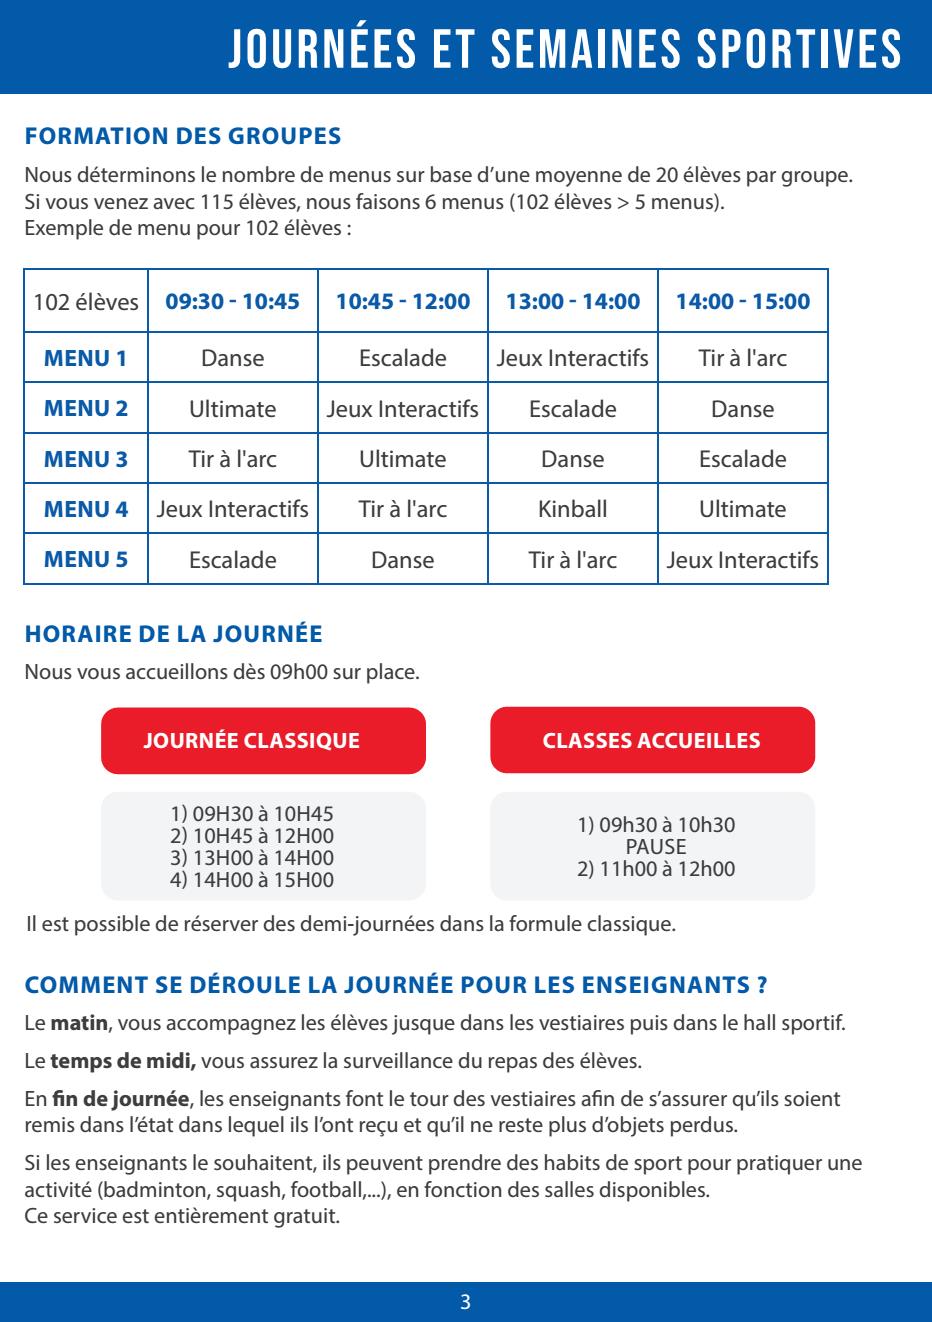 JOURNÉES ET SEMAINES SPORTIVES
FORMATION DES GROUPES
Nous déterminons le nombre de menus sur base d’une moyenne de 20 élèves par groupe.
Si vous venez avec 115 élèves, nous faisons 6 menus (102 élèves > 5 menus).
Exemple de menu pour 102 élèves :
102 élèves 09:30 - 10:45 10:45 - 12:00 13:00 - 14:00 14:00 - 15:00
MENU 1 Danse Escalade Jeux Interactifs Tir à l'arc
MENU 2 Ultimate Jeux Interactifs Escalade Danse
MENU 3 Tir à l'arc Ultimate Danse Escalade
MENU 4 Jeux Interactifs Tir à l'arc Kinball Ultimate
MENU 5 Escalade Danse Tir à l'arc Jeux Interactifs
HORAIRE DE LA JOURNÉE
Nous vous accueillons dès 09h00 sur place.
JOURNÉE CLASSIQUE
1) 09H30 à 10H45
2) 10H45 à 12H00
3) 13H00 à 14H00
4) 14H00 à 15H00
CLASSES ACCUEILLES
1) 09h30 à 10h30
PAUSE
2) 11h00 à 12h00
Il est possible de réserver des demi-journées dans la formule classique.
COMMENT SE DÉROULE LA JOURNÉE POUR LES ENSEIGNANTS ?
Le matin, vous accompagnez les élèves jusque dans les vestiaires puis dans le hall sportif.
Le temps de midi, vous assurez la surveillance du repas des élèves.
En fin de journée, les enseignants font le tour des vestiaires afin de s’assurer qu’ils soient
remis dans l’état dans lequel ils l’ont reçu et qu’il ne reste plus d’objets perdus.
Si les enseignants le souhaitent, ils peuvent prendre des habits de sport pour pratiquer une
activité (badminton, squash, football,...), en fonction des salles disponibles.
Ce service est entièrement gratuit.
3